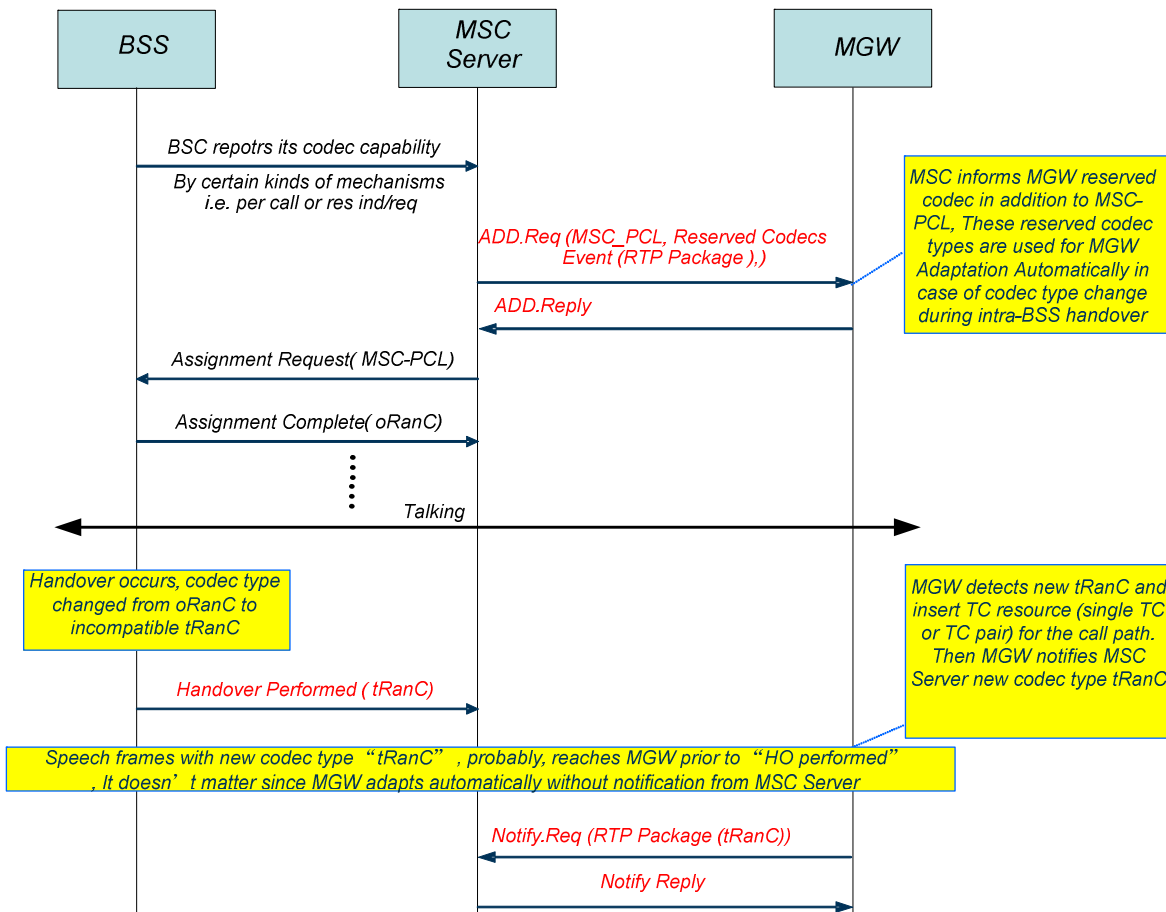 BSS
MSC
Server
MGW
BSC repotrs its codec capability
By certain kinds of mechanisms
i.e. per call or res ind/req
MSC informs MGW reserved
codec in addition to MSC-
PCL, These reserved codec
types are used for MGW
Adaptation Automatically in
case of codec type change
during intra-BSS handover
ADD.Req (MSC_PCL, Reserved Codecs
Event (RTP Package ),)
ADD.Reply
Assignment Request( MSC-PCL)
Assignment Complete( oRanC)
Talking
Handover occurs, codec type
changed from oRanC to
incompatible tRanC
MGW detects new tRanC and
insert TC resource (single TC
or TC pair) for the call path.
Then MGW notifies MSC
Server new codec type tRanC
Handover Performed ( tRanC)
Speech frames with new codec type “tRanC” , probably, reaches MGW prior to “HO performed”
, It doesn’t matter since MGW adapts automatically without notification from MSC Server
Notify.Req (RTP Package (tRanC))
Notify Reply